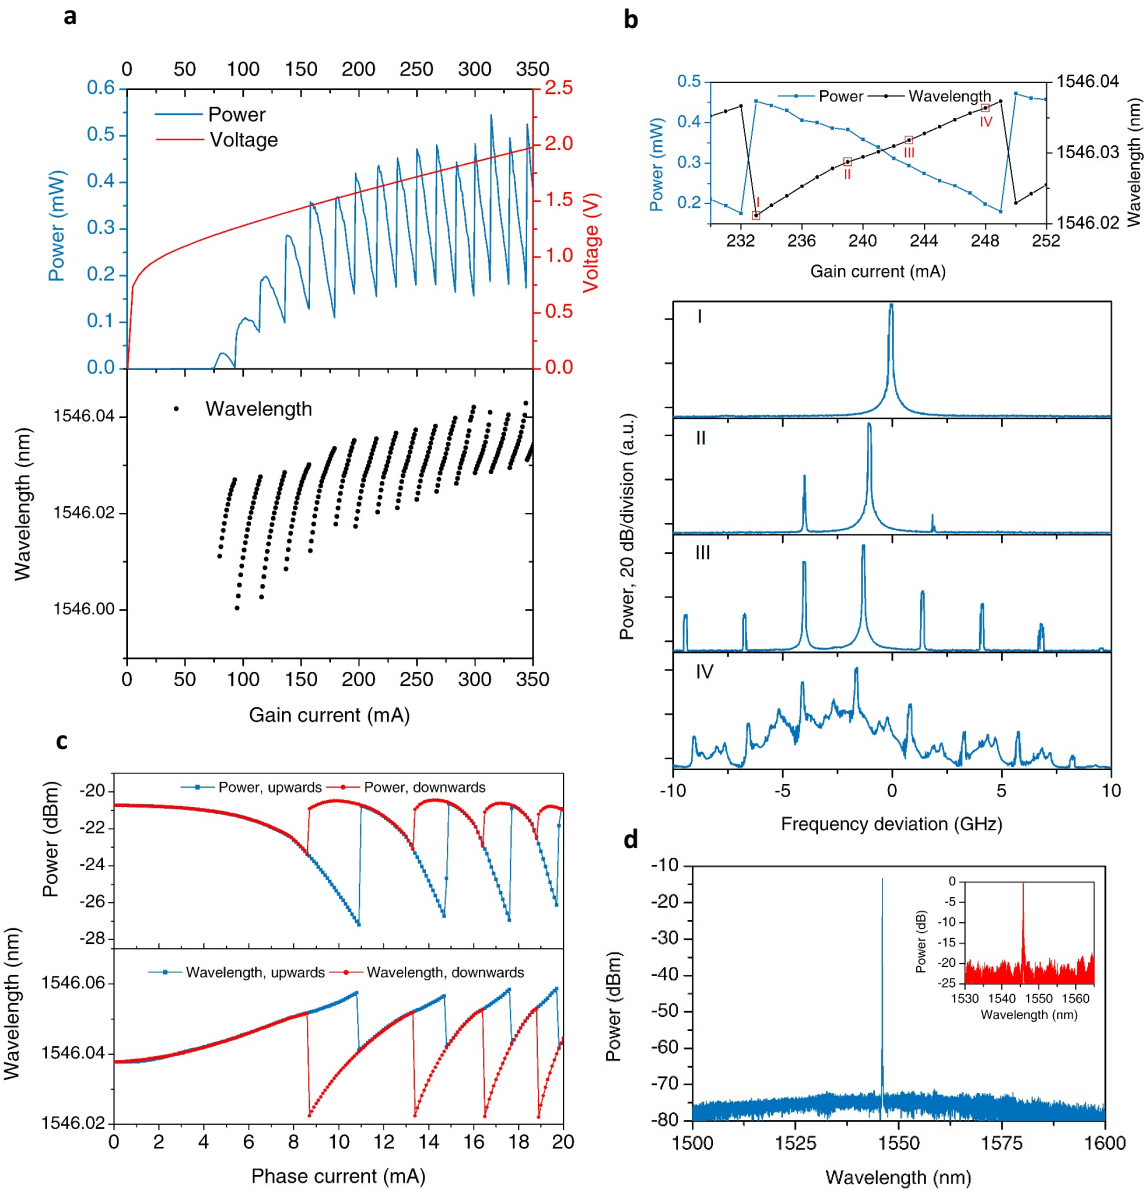 a
0 50 100 150 200 250 300 350
0.6
0.5
0.4
0.3
0.2
0.1
0.0
Power (mW)
Power
Voltage
2.5
2.0
1.5
1.0
0.5
0.0
Voltage (V)
Wavelength
1546.04
1546.02
1546.00
Wavelength (nm)
0 50 100 150 200 250 300 350
Gain current (mA)
b
0.5
0.4
0.3
0.2
Power (mW)
Power Wavelength
I
II
III
IV
1546.04
1546.03
1546.02
Wavelength (nm)
232 236 240 244 248 252
Gain current (mA)
I
II
III
IV
Power, 20 dB/division (a.u.)
-10 -5 0 5 10
Frequency deviation (GHz)
c
-20
-22
-24
-26
-28
Power (dBm)
Power, upwards Power, downwards
Wavelength, upwards Wavelength, downwards
1546.06
1546.04
1546.02
Wavelength (nm)
0 2 4 6 8 10 12 14 16 18 20
Phase current (mA)
d
-10
-20
-30
-40
-50
-60
-70
-80
Power (dBm)
0
-5
-10
-15
-20
-25
Power (dB)
1530 1540 1550 1560
Wavelength (nm)
1500 1525 1550 1575 1600
Wavelength (nm)